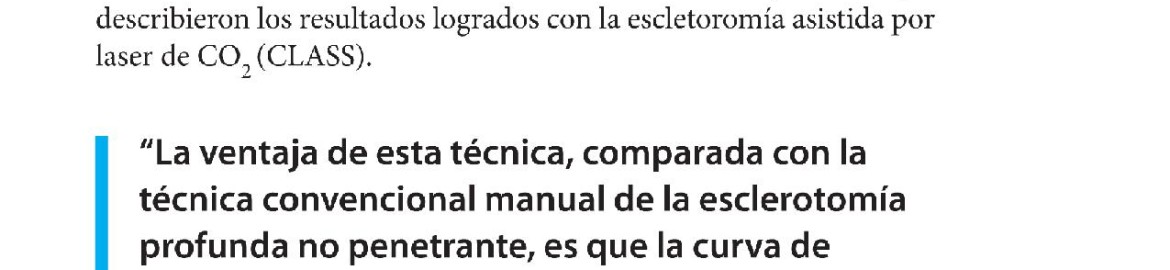 describieron los resultados logrados con la escletoromía asistida por
laser de CO₂ (CLASS).
“La ventaja de esta técnica, comparada con la
técnica convencional manual de la esclerotomía
profunda no penetrante, es que la curva de